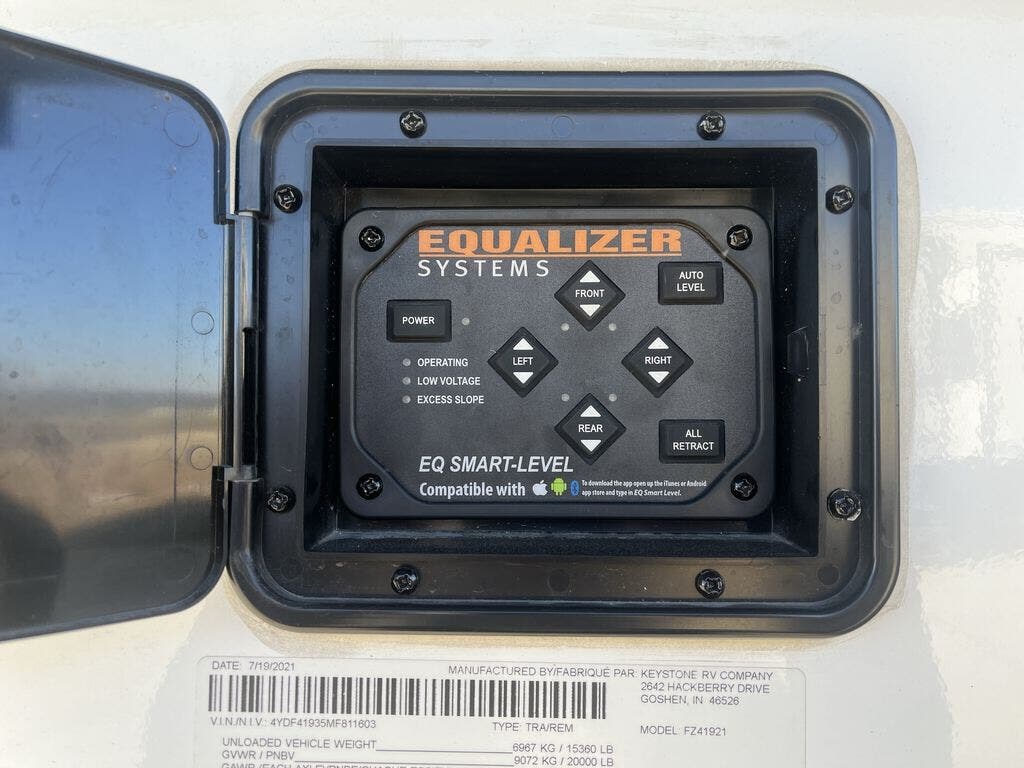 EQUALIZER
SYSTEMS
FRONT
AUTO
LEVEL
POWER
LEFT
RIGHT
OPERATING
LOW VOLTAGE
EXCESS SLOPE
REAR
ALL
RETRACT
EQ SMART-LEVEL
Compatible with
To download the app open up the iTunes or Android
app store and type in EQ Smart Level.
DATE: 7/19/2021
MANUFACTURED BY/FABRIQUÉ PAR: KEYSTONE RV COMPANY
2642 HACKBERRY DRIVE
GOSHEN, IN 46526
V.I.N./N.I.V.: 4YDF41935MF811603
TYPE: TRA/REM
MODEL: FZ41921
UNLOADED VEHICLE WEIGHT 6967 KG / 15360 LB
GVWR / PNBV 9072 KG / 20000 LB